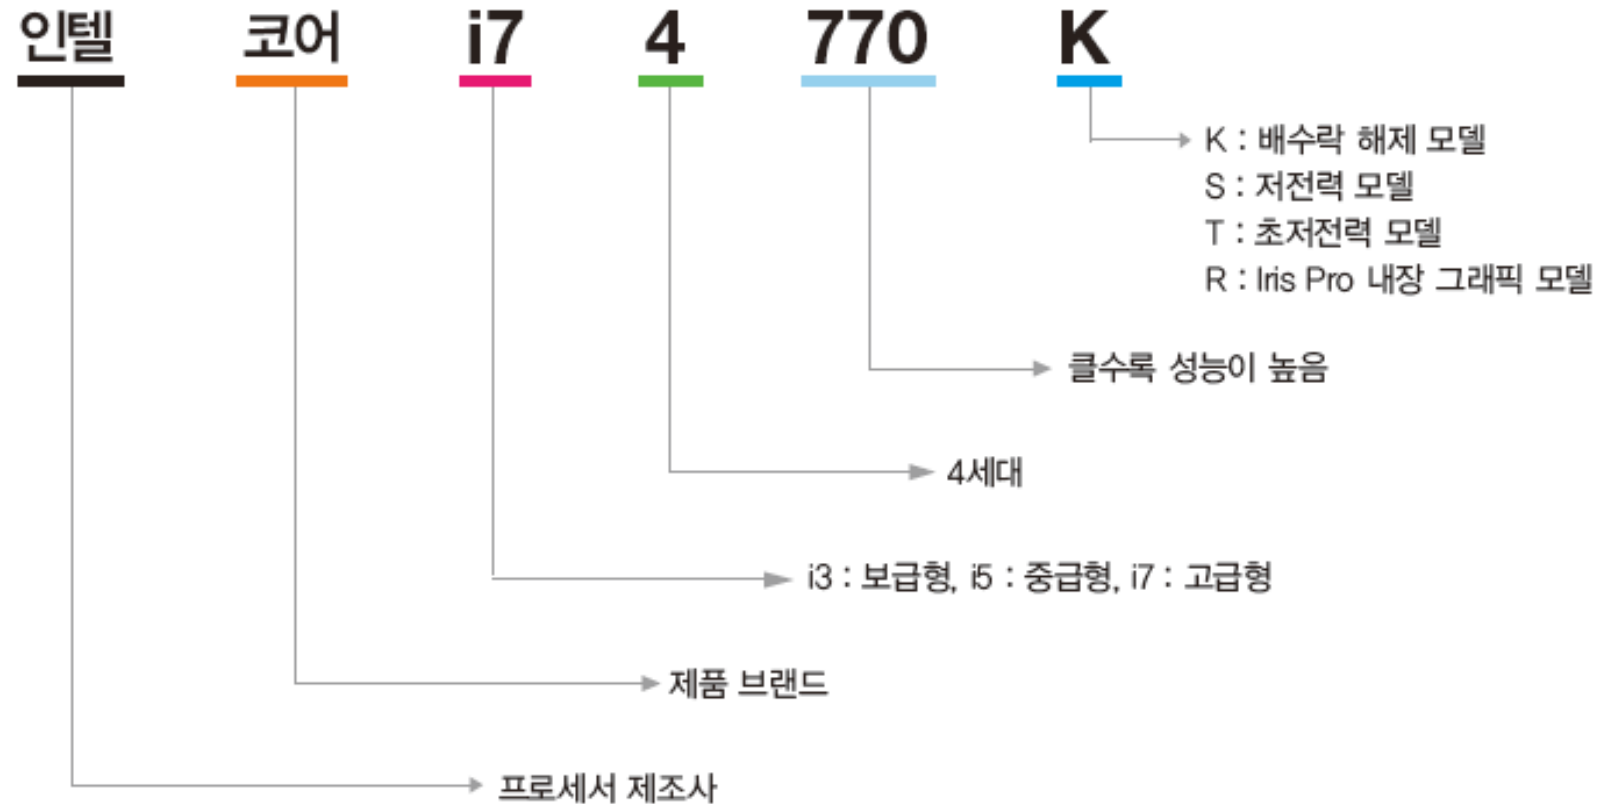 인텔 코어 i7 4 770 K
K : 배수락 해제 모델
S : 저전력 모델
T : 초저전력 모델
R : Iris Pro 내장 그래픽 모델
클수록 성능이 높음
4세대
i3 : 보급형, i5 : 중급형, i7 : 고급형
제품 브랜드
프로세서 제조사